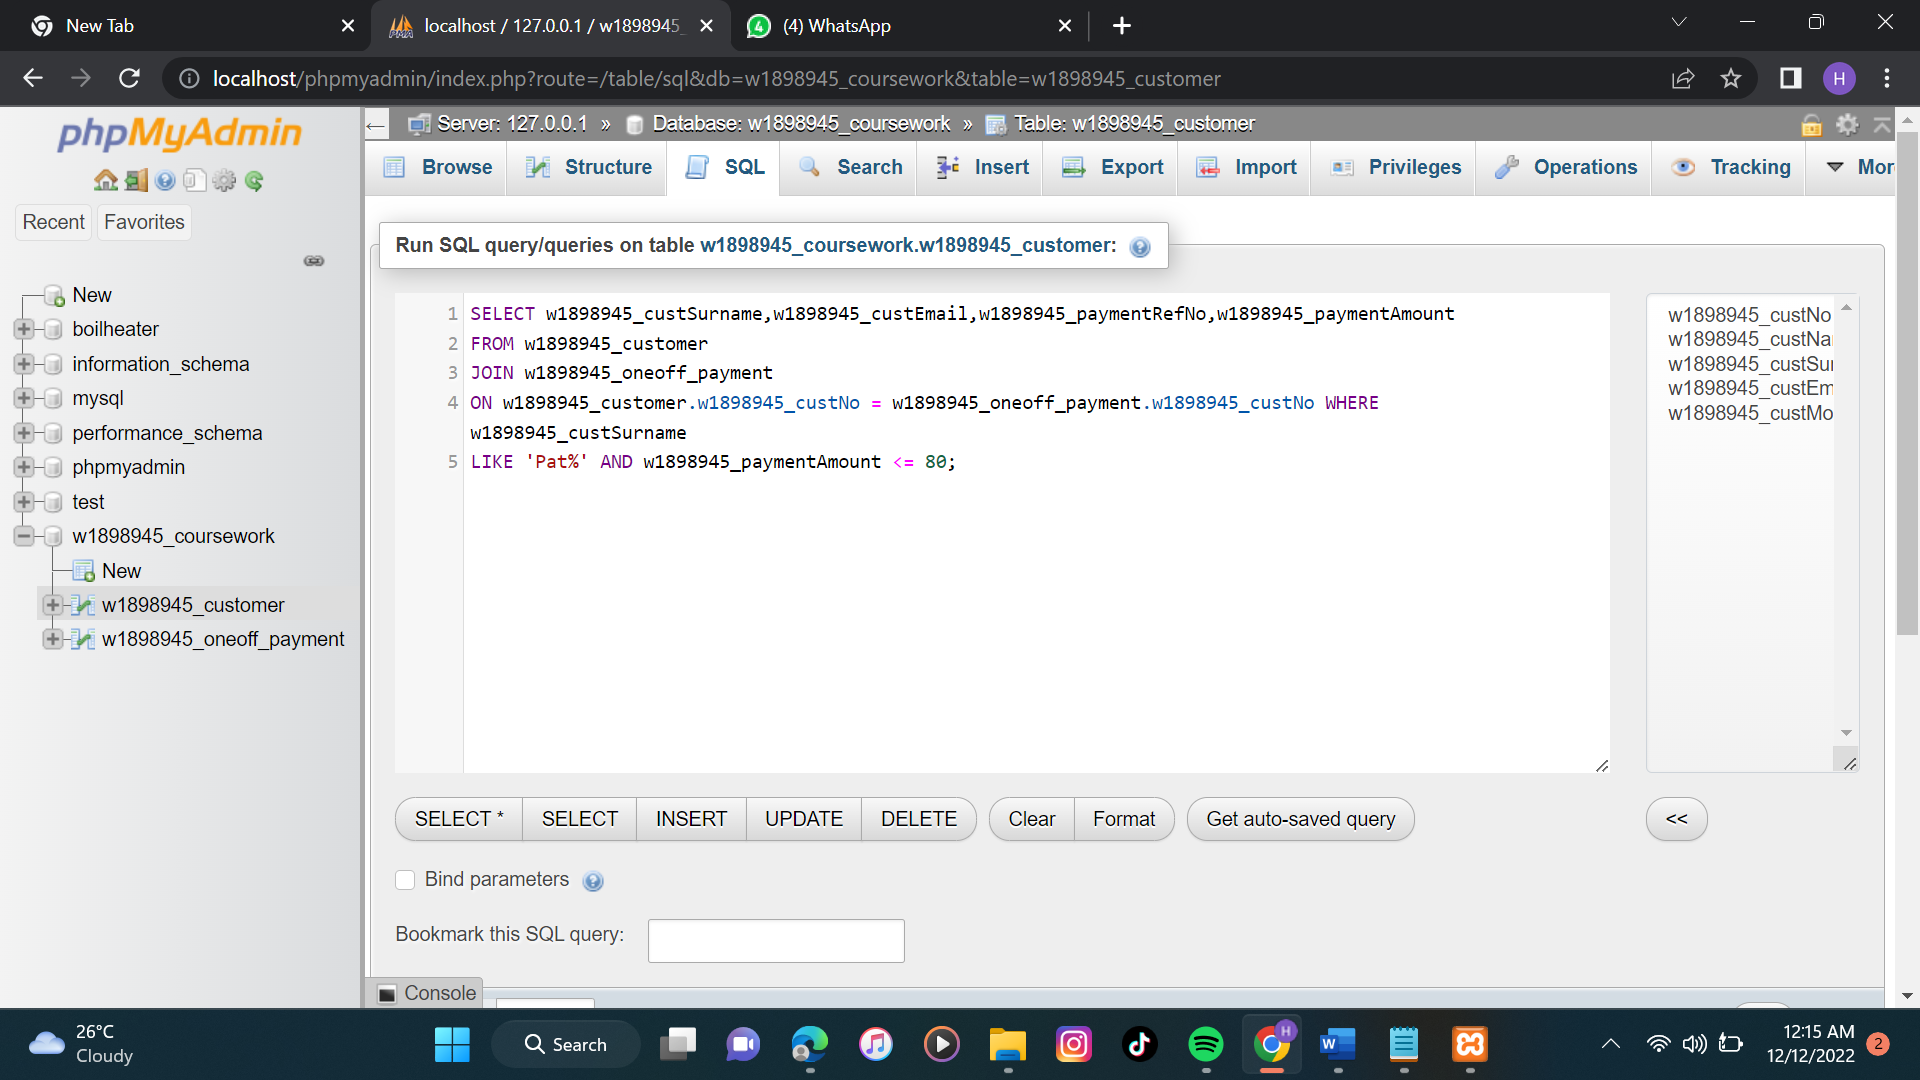 New Tab
localhost / 127.0.0.1 / w1898945_
(4) WhatsApp
localhost/phpmyadmin/index.php?route=/table/sql&db=w1898945_coursework&table=w1898945_customer
H
phpMyAdmin
Recent
Favorites
New
boilheater
information_schema
mysql
performance_schema
phpmyadmin
test
w1898945_coursework
New
w1898945_customer
w1898945_oneoff_payment
Server: 127.0.0.1 » Database: w1898945_coursework » Table: w1898945_customer
Browse
Structure
SQL
Search
Insert
Export
Import
Privileges
Operations
Tracking
Mor
Run SQL query/queries on table w1898945_coursework.w1898945_customer:
1 SELECT w1898945_custSurname,w1898945_custEmail,w1898945_paymentRefNo,w1898945_paymentAmount
2 FROM w1898945_customer
3 JOIN w1898945_oneoff_payment
4 ON w1898945_customer.w1898945_custNo = w1898945_oneoff_payment.w1898945_custNo WHERE
w1898945_custSurname
5 LIKE 'Pat%' AND w1898945_paymentAmount <= 80;
w1898945_custNo
w1898945_custNa
w1898945_custSur
w1898945_custEm
w1898945_custMo
SELECT *
SELECT
INSERT
UPDATE
DELETE
Clear
Format
Get auto-saved query
<<
Bind parameters
Bookmark this SQL query:
Console
26°C
Cloudy
Search
H
12:15 AM
12/12/2022
2